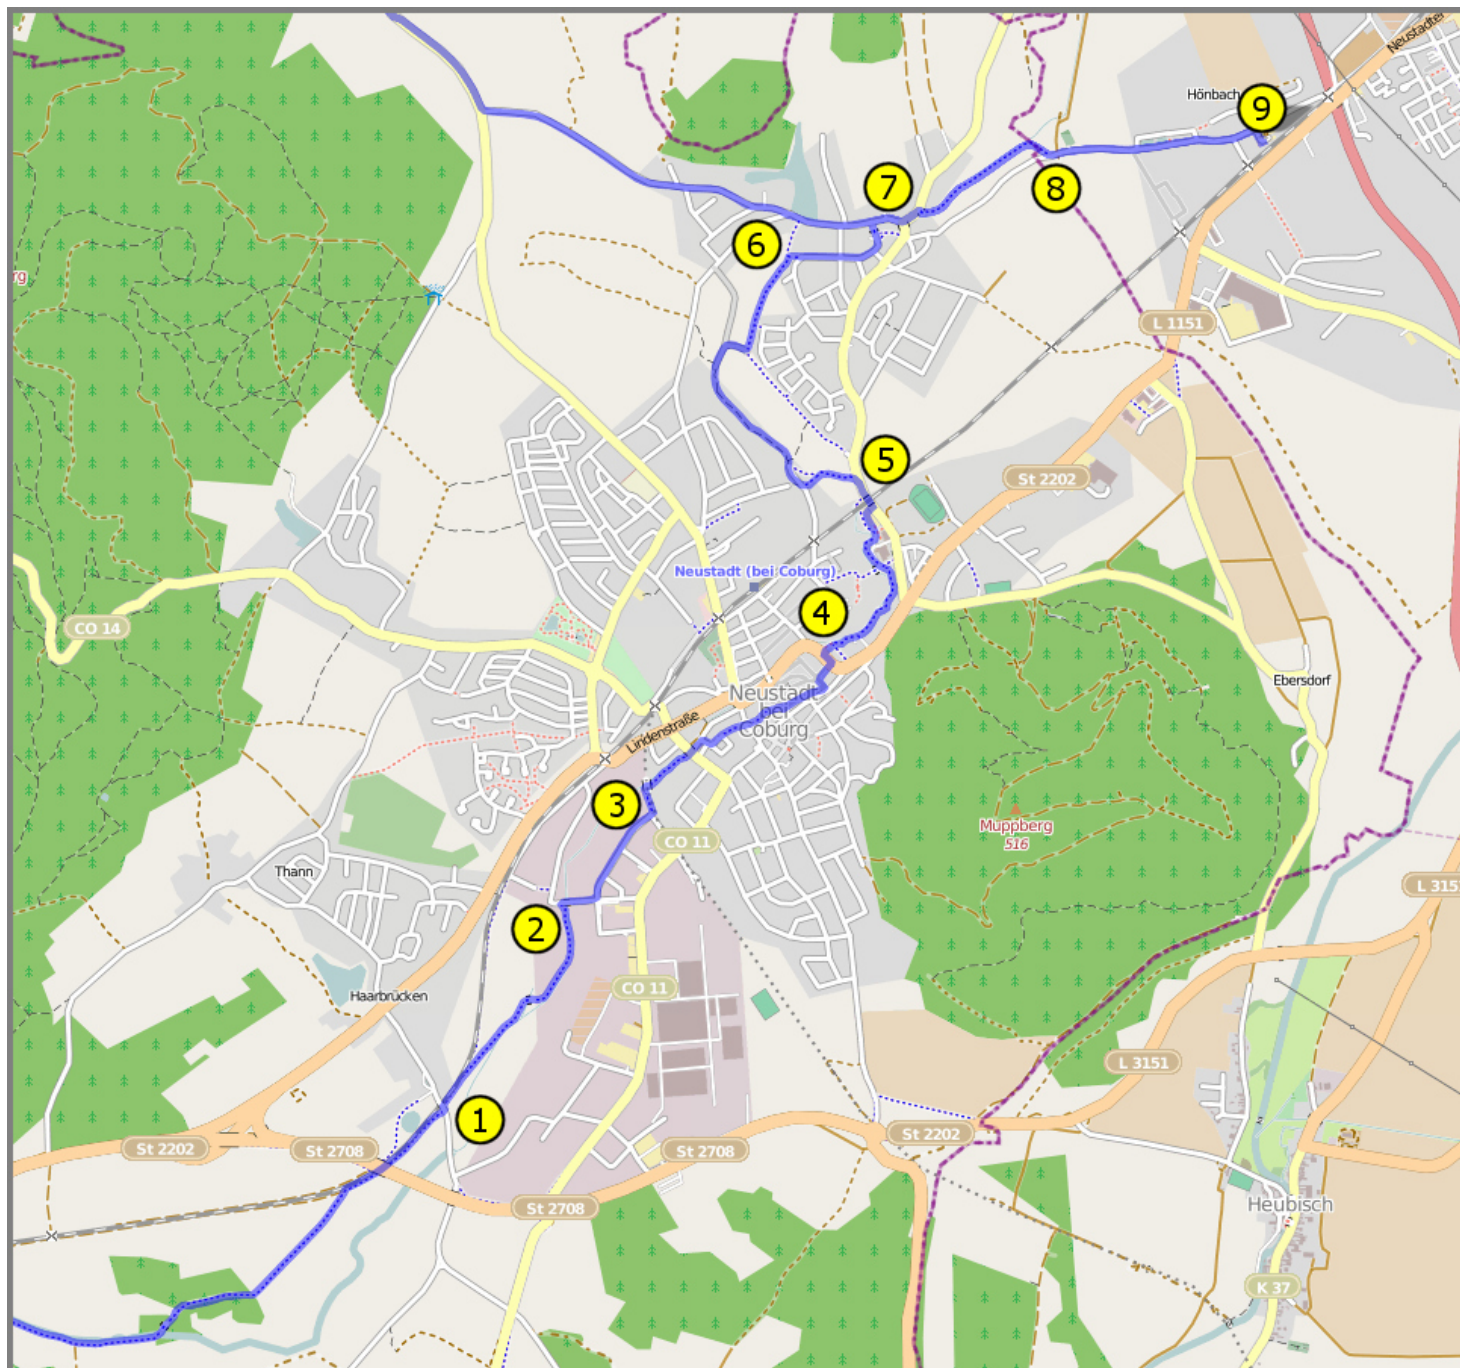 Neustadter
Hönbach
9
7
8
6
rg
L 1151
5
St 2202
Neustadt (bei Coburg)
4
CO 14
Ebersdorf
Neustadt
bei
Coburg
Lindenstraße
3
Muppberg
516
CO 11
Thann
L 3151
2
CO 11
Haarbrücken
L 3151
1
St 2202
St 2202
St 2708
St 2708
St 2708
Heubisch
K 37